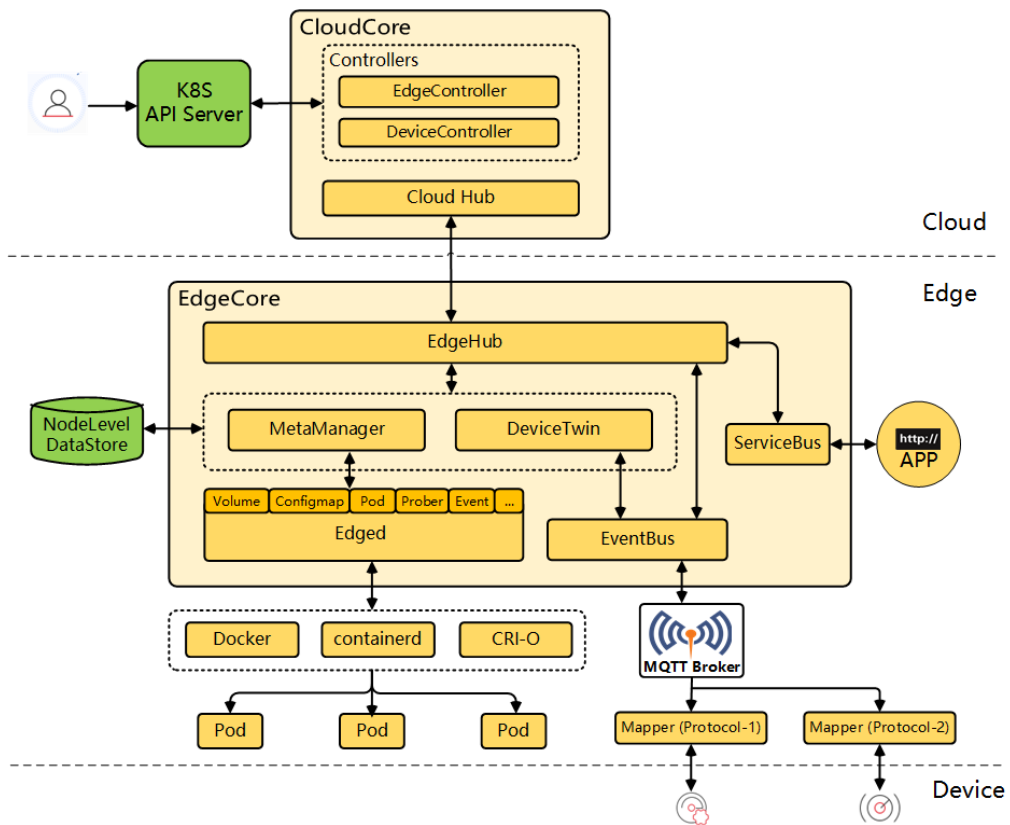 CloudCore
Controllers
EdgeController
DeviceController
K8S
API Server
Cloud Hub
Cloud
Edge
EdgeCore
EdgeHub
NodeLevel
DataStore
MetaManager
DeviceTwin
ServiceBus
http://
APP
Volume
Configmap
Pod
Prober
Event
...
Edged
EventBus
Docker
containerd
CRI-O
MQTT Broker
Pod
Pod
Pod
Mapper (Protocol-1)
Mapper (Protocol-2)
Device